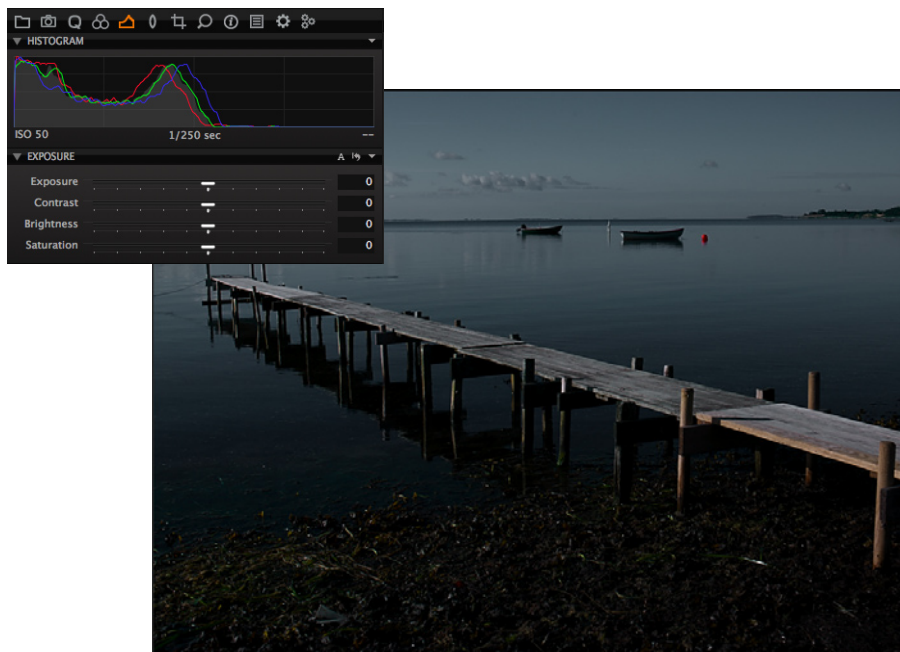 HISTOGRAM
ISO 50 1/250 sec --
EXPOSURE A
Exposure 0
Contrast 0
Brightness 0
Saturation 0